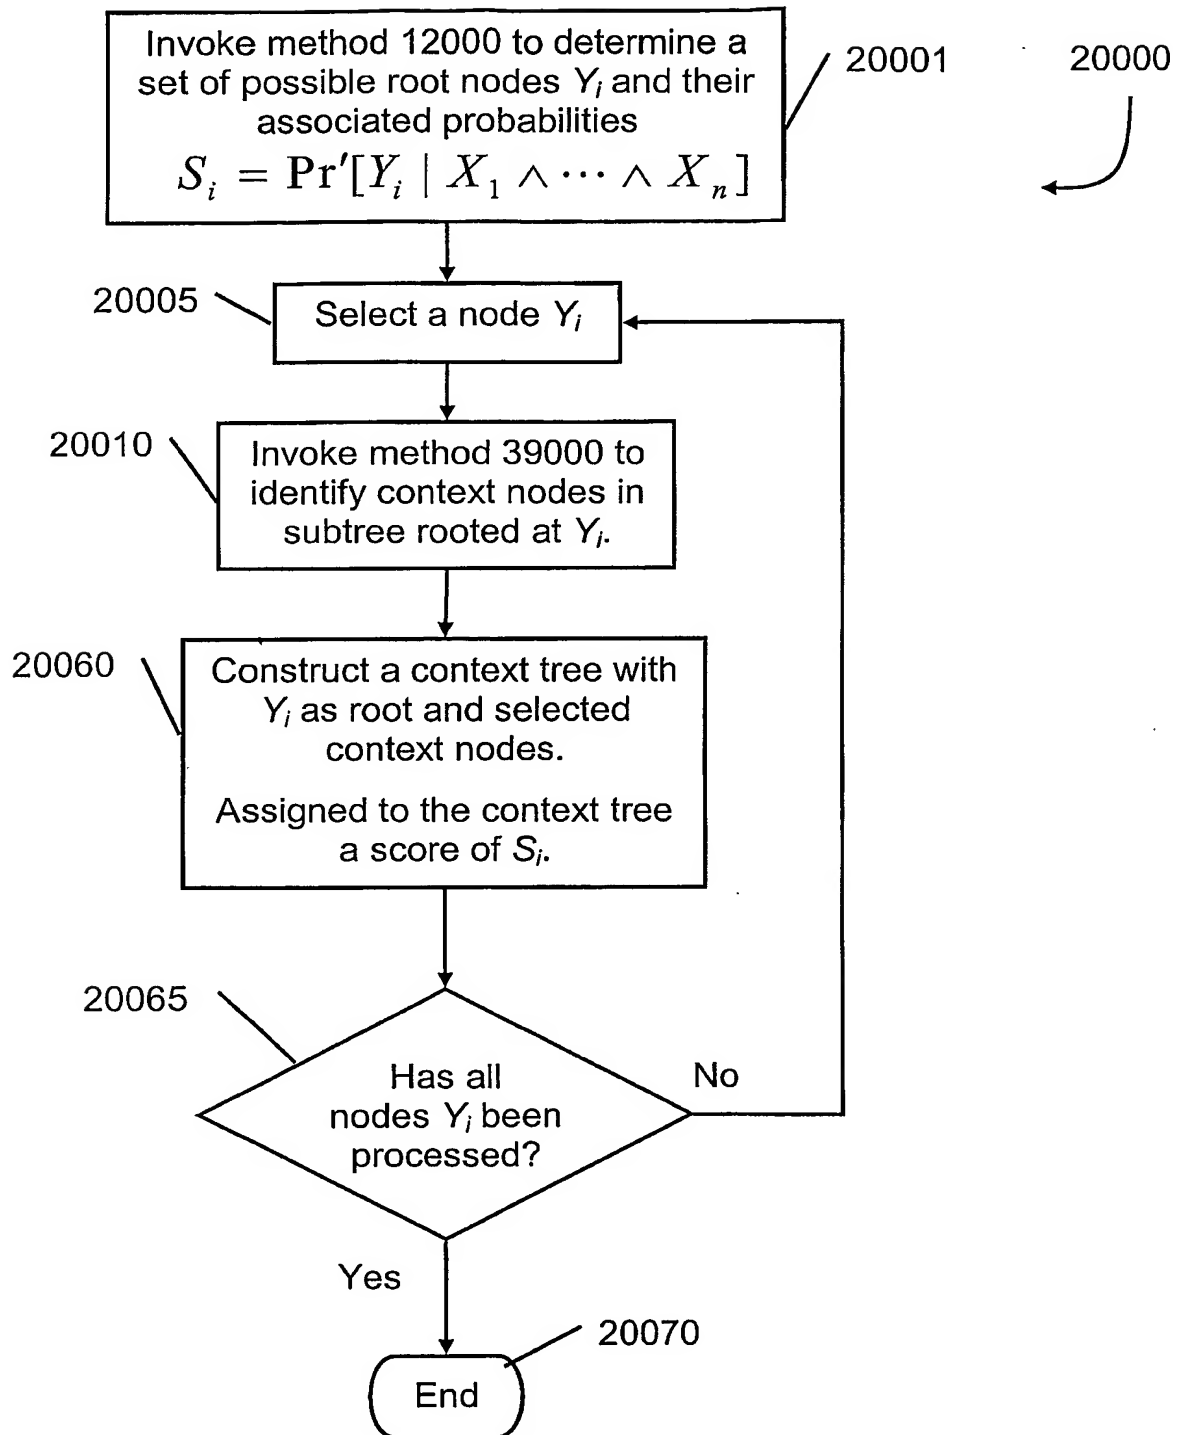 Invoke method 12000 to determine a
set of possible root nodes Yi and their
associated probabilities
Si = Pr′[Yi | X1 ∧ ⋯ ∧ Xn]
20001
20000
20005
Select a node Yi
20010
Invoke method 39000 to
identify context nodes in
subtree rooted at Yi.
20060
Construct a context tree with
Yi as root and selected
context nodes.
Assigned to the context tree
a score of Si.
20065
Has all
nodes Yi been
processed?
No
Yes
20070
End